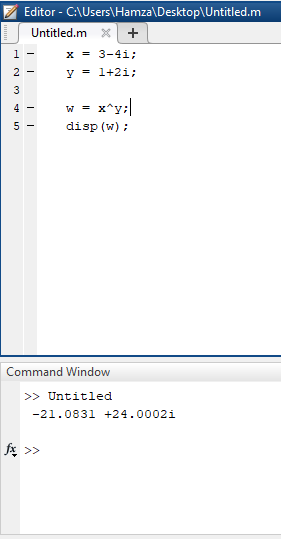 Editor - C:\Users\Hamza\Desktop\Untitled.m
Untitled.m × +
1 - x = 3-4i;
2 - y = 1+2i;
3
4 - w = x^y;
5 - disp(w);
Command Window
>> Untitled
-21.0831 +24.0002i
fx >>